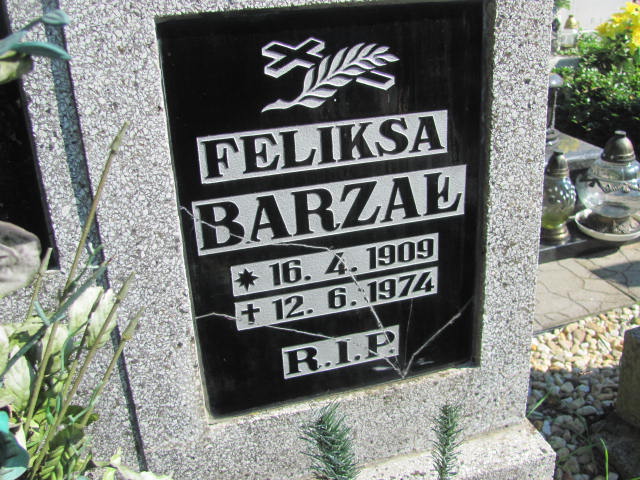 FELIKSA
BARZAŁ
* 16. 4. 1909
✝ 12. 6. 1974
R.I.P.